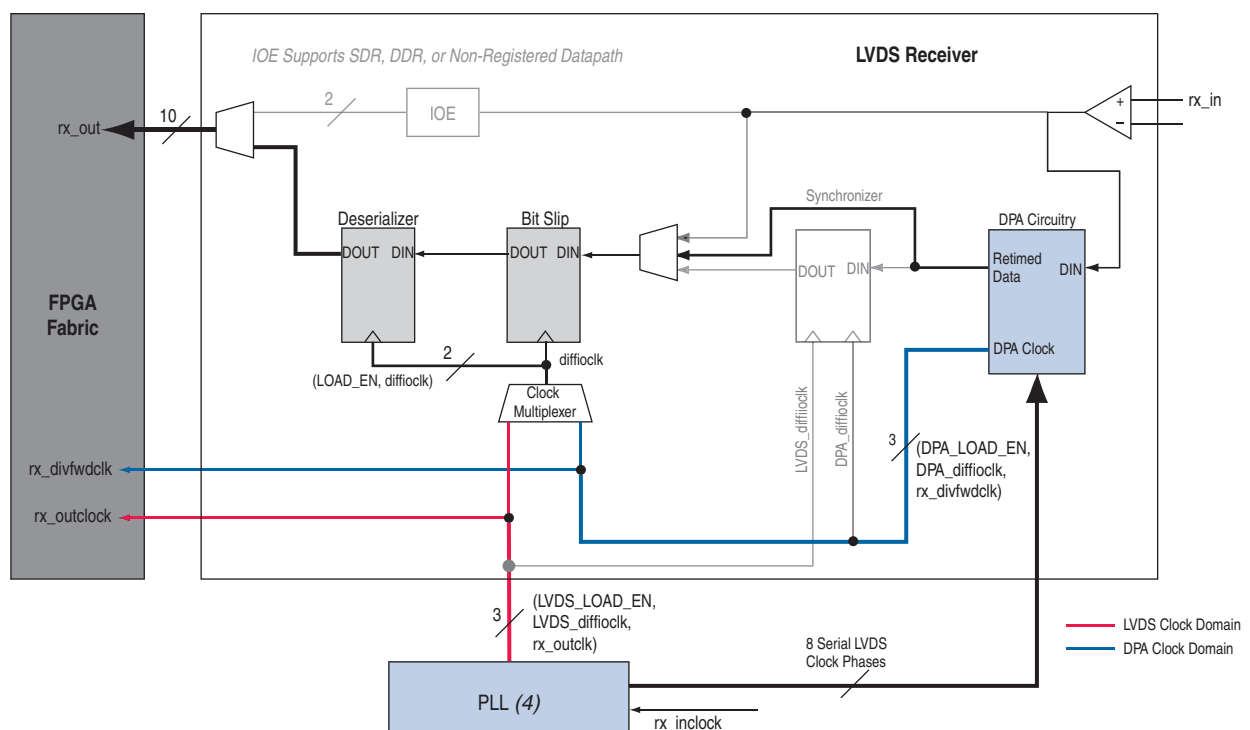 IOE Supports SDR, DDR, or Non-Registered Datapath
LVDS Receiver
2
IOE
+
–
rx_in
10
rx_out
Synchronizer
Deserializer
Bit Slip
DPA Circuitry
DOUT
DIN
DOUT
DIN
DOUT
DIN
Retimed
Data
DIN
FPGA
Fabric
DPA Clock
2
(LOAD_EN, diffioclk)
diffioclk
Clock
Multiplexer
LVDS_diffiioclk
DPA_diffioclk
3
(DPA_LOAD_EN,
DPA_diffioclk,
rx_divfwdclk)
rx_divfwdclk
rx_outclock
3
(LVDS_LOAD_EN,
LVDS_diffioclk,
rx_outclk)
8 Serial LVDS
Clock Phases
LVDS Clock Domain
DPA Clock Domain
PLL (4)
rx_inclock